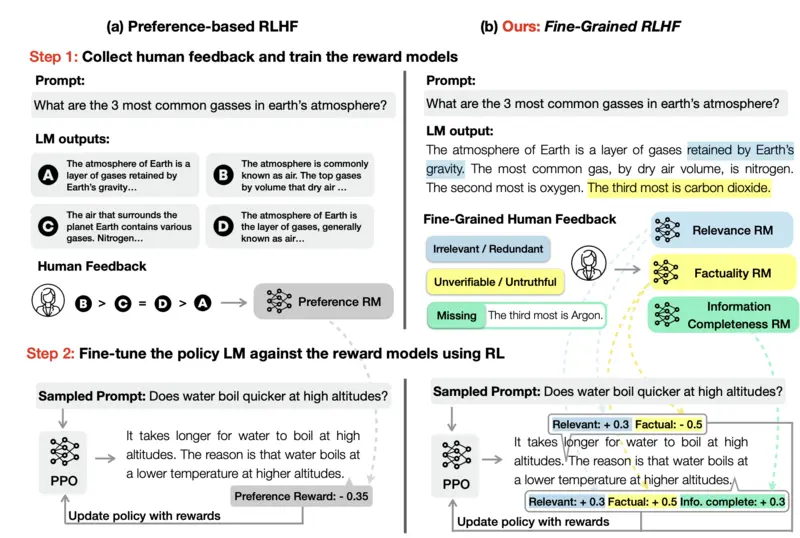 (a) Preference-based RLHF
(b) Ours: Fine-Grained RLHF
Step 1: Collect human feedback and train the reward models
Prompt:
What are the 3 most common gasses in earth's atmosphere?
LM outputs:
A
The atmosphere of Earth is a
layer of gases retained by
Earth's gravity…
B
The atmosphere is commonly
known as air. The top gases
by volume that dry air …
C
The air that surrounds the
planet Earth contains various
gases. Nitrogen…
D
The atmosphere of Earth is
the layer of gases, generally
known as air…
Human Feedback
B > C = D > A
Preference RM
Prompt:
What are the 3 most common gasses in earth's atmosphere?
LM output:
The atmosphere of Earth is a layer of gases retained by Earth's
gravity. The most common gas, by dry air volume, is nitrogen.
The second most is oxygen. The third most is carbon dioxide.
Fine-Grained Human Feedback
Irrelevant / Redundant
Unverifiable / Untruthful
Missing The third most is Argon.
Relevance RM
Factuality RM
Information
Completeness RM
Step 2: Fine-tune the policy LM against the reward models using RL
Sampled Prompt: Does water boil quicker at high altitudes?
PPO
It takes longer for water to boil at high
altitudes. The reason is that water boils at
a lower temperature at higher altitudes.
Preference Reward: - 0.35
Update policy with rewards
Sampled Prompt: Does water boil quicker at high altitudes?
Relevant: + 0.3 Factual: - 0.5
PPO
It takes longer for water to boil at high
altitudes. The reason is that water boils at
a lower temperature at higher altitudes.
Relevant: + 0.3 Factual: + 0.5 Info. complete: + 0.3
Update policy with rewards